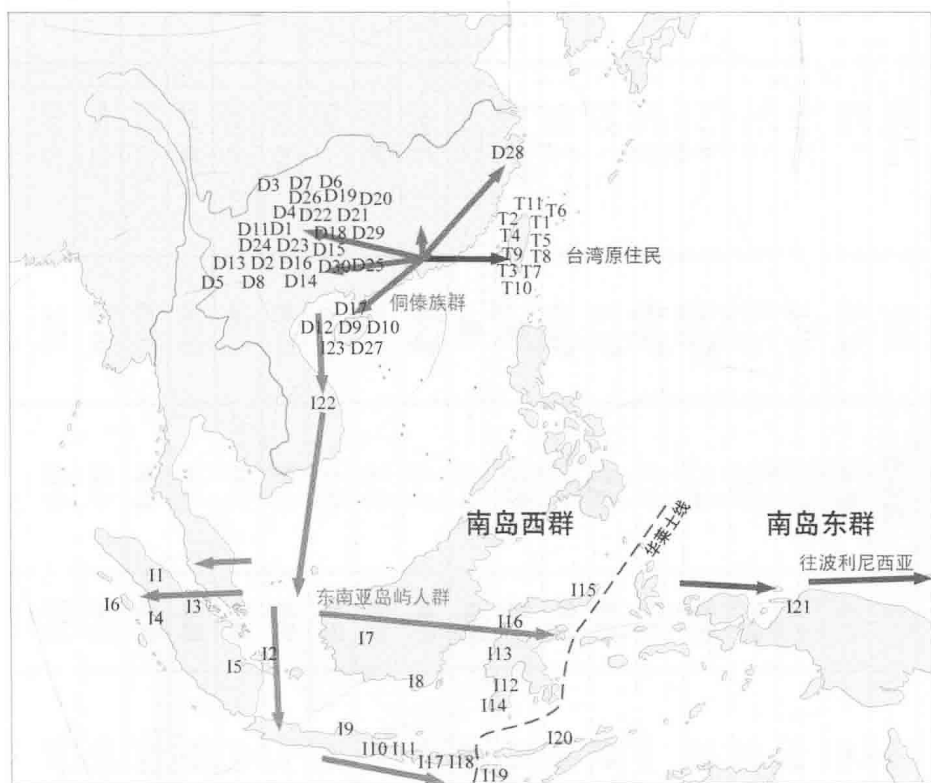 D28
D3 D7 D6
D26 D19 D20
D4 D22 D21
D11 D1 D18 D29
D24 D23 D15
D13 D2 D16 D30 D25
D5 D8 D14
T11 T6
T2 T1
T4 T5
T9 T8
T3 T7
T10
台湾原住民
侗傣族群
D17
D12 D9 D10
I23 D27
I22
南岛西群
华莱士线
南岛东群
往波利尼西亚
东南亚岛屿人群
I1
I6 I3
I4
I15
I21
I16
I7
I13
I2
I5
I8
I12
I14
I9
I10 I11
I17 I18
I20
I19